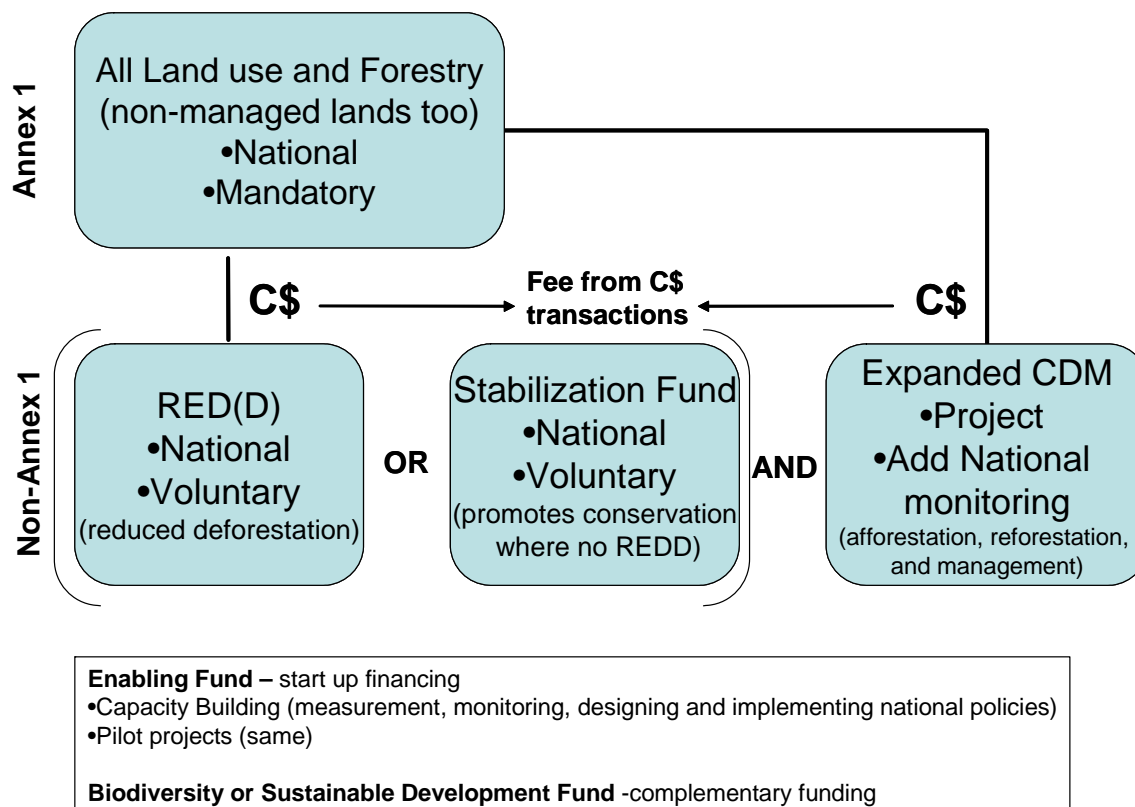 Annex 1
All Land use and Forestry
(non-managed lands too)
•National
•Mandatory
C$
Fee from C$
transactions
C$
Non-Annex 1
RED(D)
•National
•Voluntary
(reduced deforestation)
OR
Stabilization Fund
•National
•Voluntary
(promotes conservation
where no REDD)
AND
Expanded CDM
•Project
•Add National
monitoring
(afforestation, reforestation,
and management)
Enabling Fund – start up financing
•Capacity Building (measurement, monitoring, designing and implementing national policies)
•Pilot projects (same)
Biodiversity or Sustainable Development Fund -complementary funding